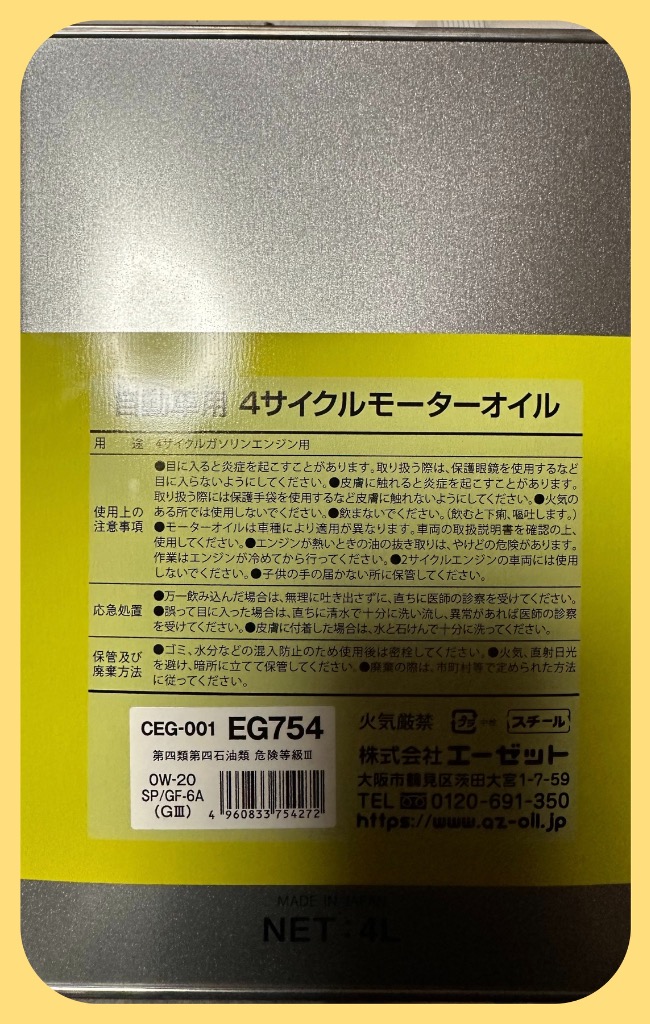 自動車用 4サイクルモーターオイル
用 途 4サイクルガソリンエンジン用
使用上の
注意事項
●目に入ると炎症を起こすことがあります。取り扱う際は、保護眼鏡を使用するなど
目に入らないようにしてください。●皮膚に触れると炎症を起こすことがあります。
取り扱う際には保護手袋を使用するなど皮膚に触れないようにしてください。●火気の
ある所では使用しないでください。●飲まないでください。(飲むと下痢、嘔吐します。)
●モーターオイルは車種により適用が異なります。車両の取扱説明書を確認の上、
使用してください。●エンジンが熱いときの油の抜き取りは、やけどの危険があります。
作業はエンジンが冷めてから行ってください。●2サイクルエンジンの車両には使用
しないでください。●子供の手の届かない所に保管してください。
応急処置
●万一飲み込んだ場合は、無理に吐き出さずに、直ちに医師の診察を受けてください。
●誤って目に入った場合は、直ちに清水で十分に洗い流し、異常があれば医師の診察
を受けてください。●皮膚に付着した場合は、水と石けんで十分に洗ってください。
保管及び
廃棄方法
●ゴミ、水分などの混入防止のため使用後は密栓してください。●火気、直射日光
を避け、暗所に立てて保管してください。●廃棄の際は、市町村等で定められた方法
に従ってください。
CEG-001 EG754
第四類第四石油類 危険等級Ⅲ
0W-20
SP/GF-6A
(GⅢ)
4 960833 754272
火気厳禁 スチール
株式会社エーゼット
大阪市鶴見区茨田大宮1-7-59
TEL 0120-691-350
https://www.az-oil.jp
MADE IN JAPAN
NET:4L